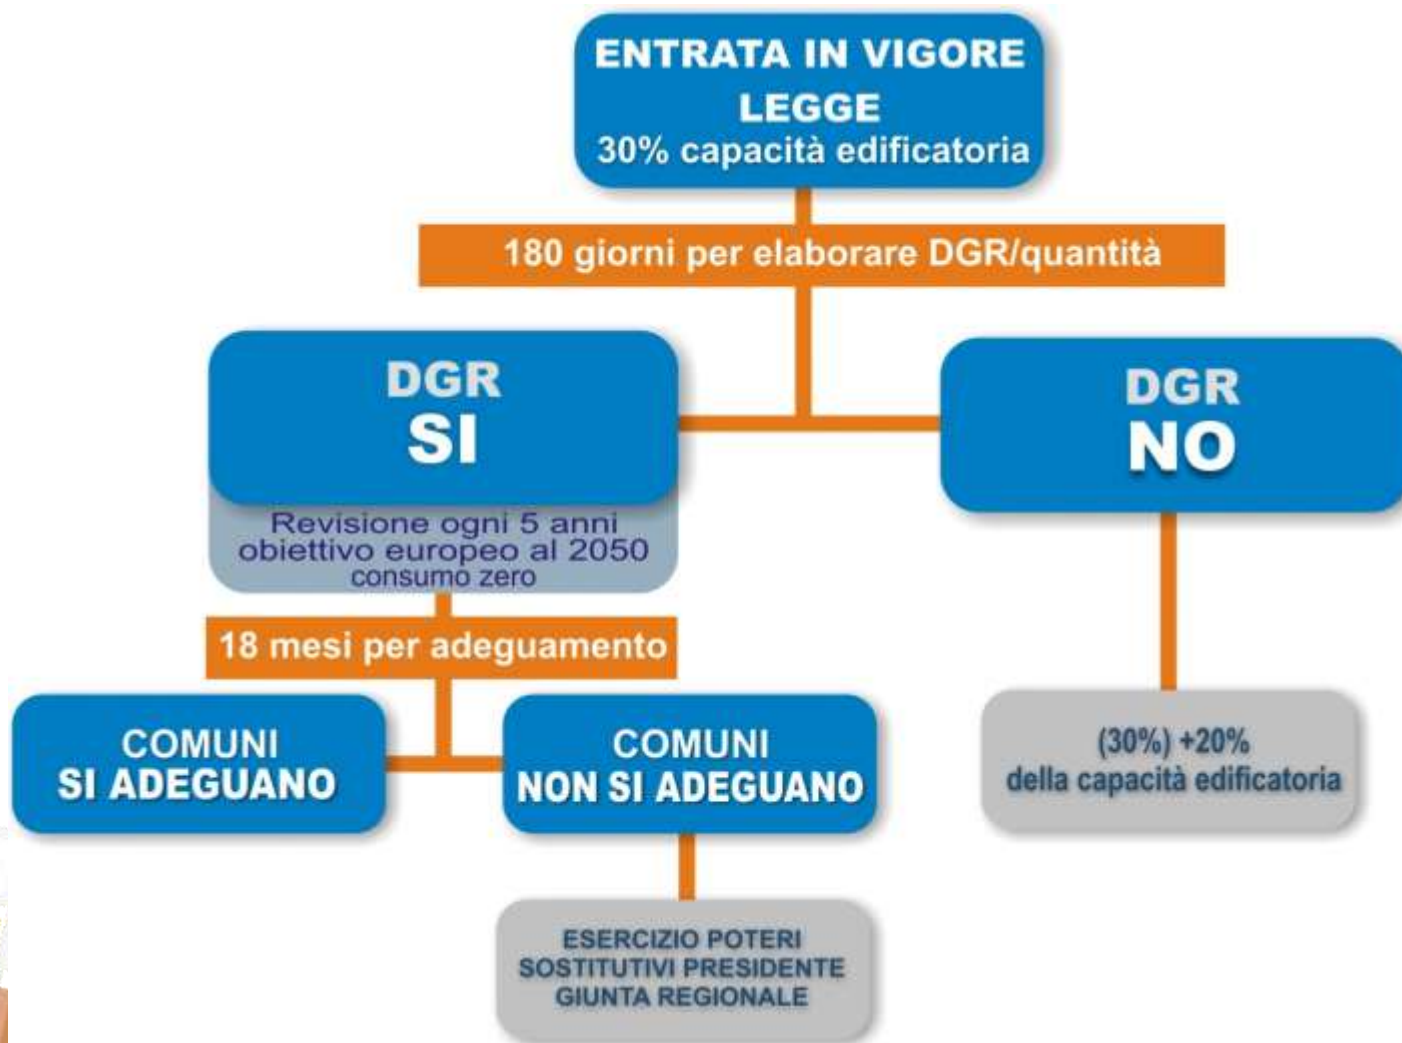 ENTRATA IN VIGORE
LEGGE
30% capacità edificatoria
180 giorni per elaborare DGR/quantità
DGR
SI
Revisione ogni 5 anni
obiettivo europeo al 2050
consumo zero
DGR
NO
18 mesi per adeguamento
COMUNI
SI ADEGUANO
COMUNI
NON SI ADEGUANO
(30%) +20%
della capacità edificatoria
ESERCIZIO POTERI
SOSTITUTIVI PRESIDENTE
GIUNTA REGIONALE